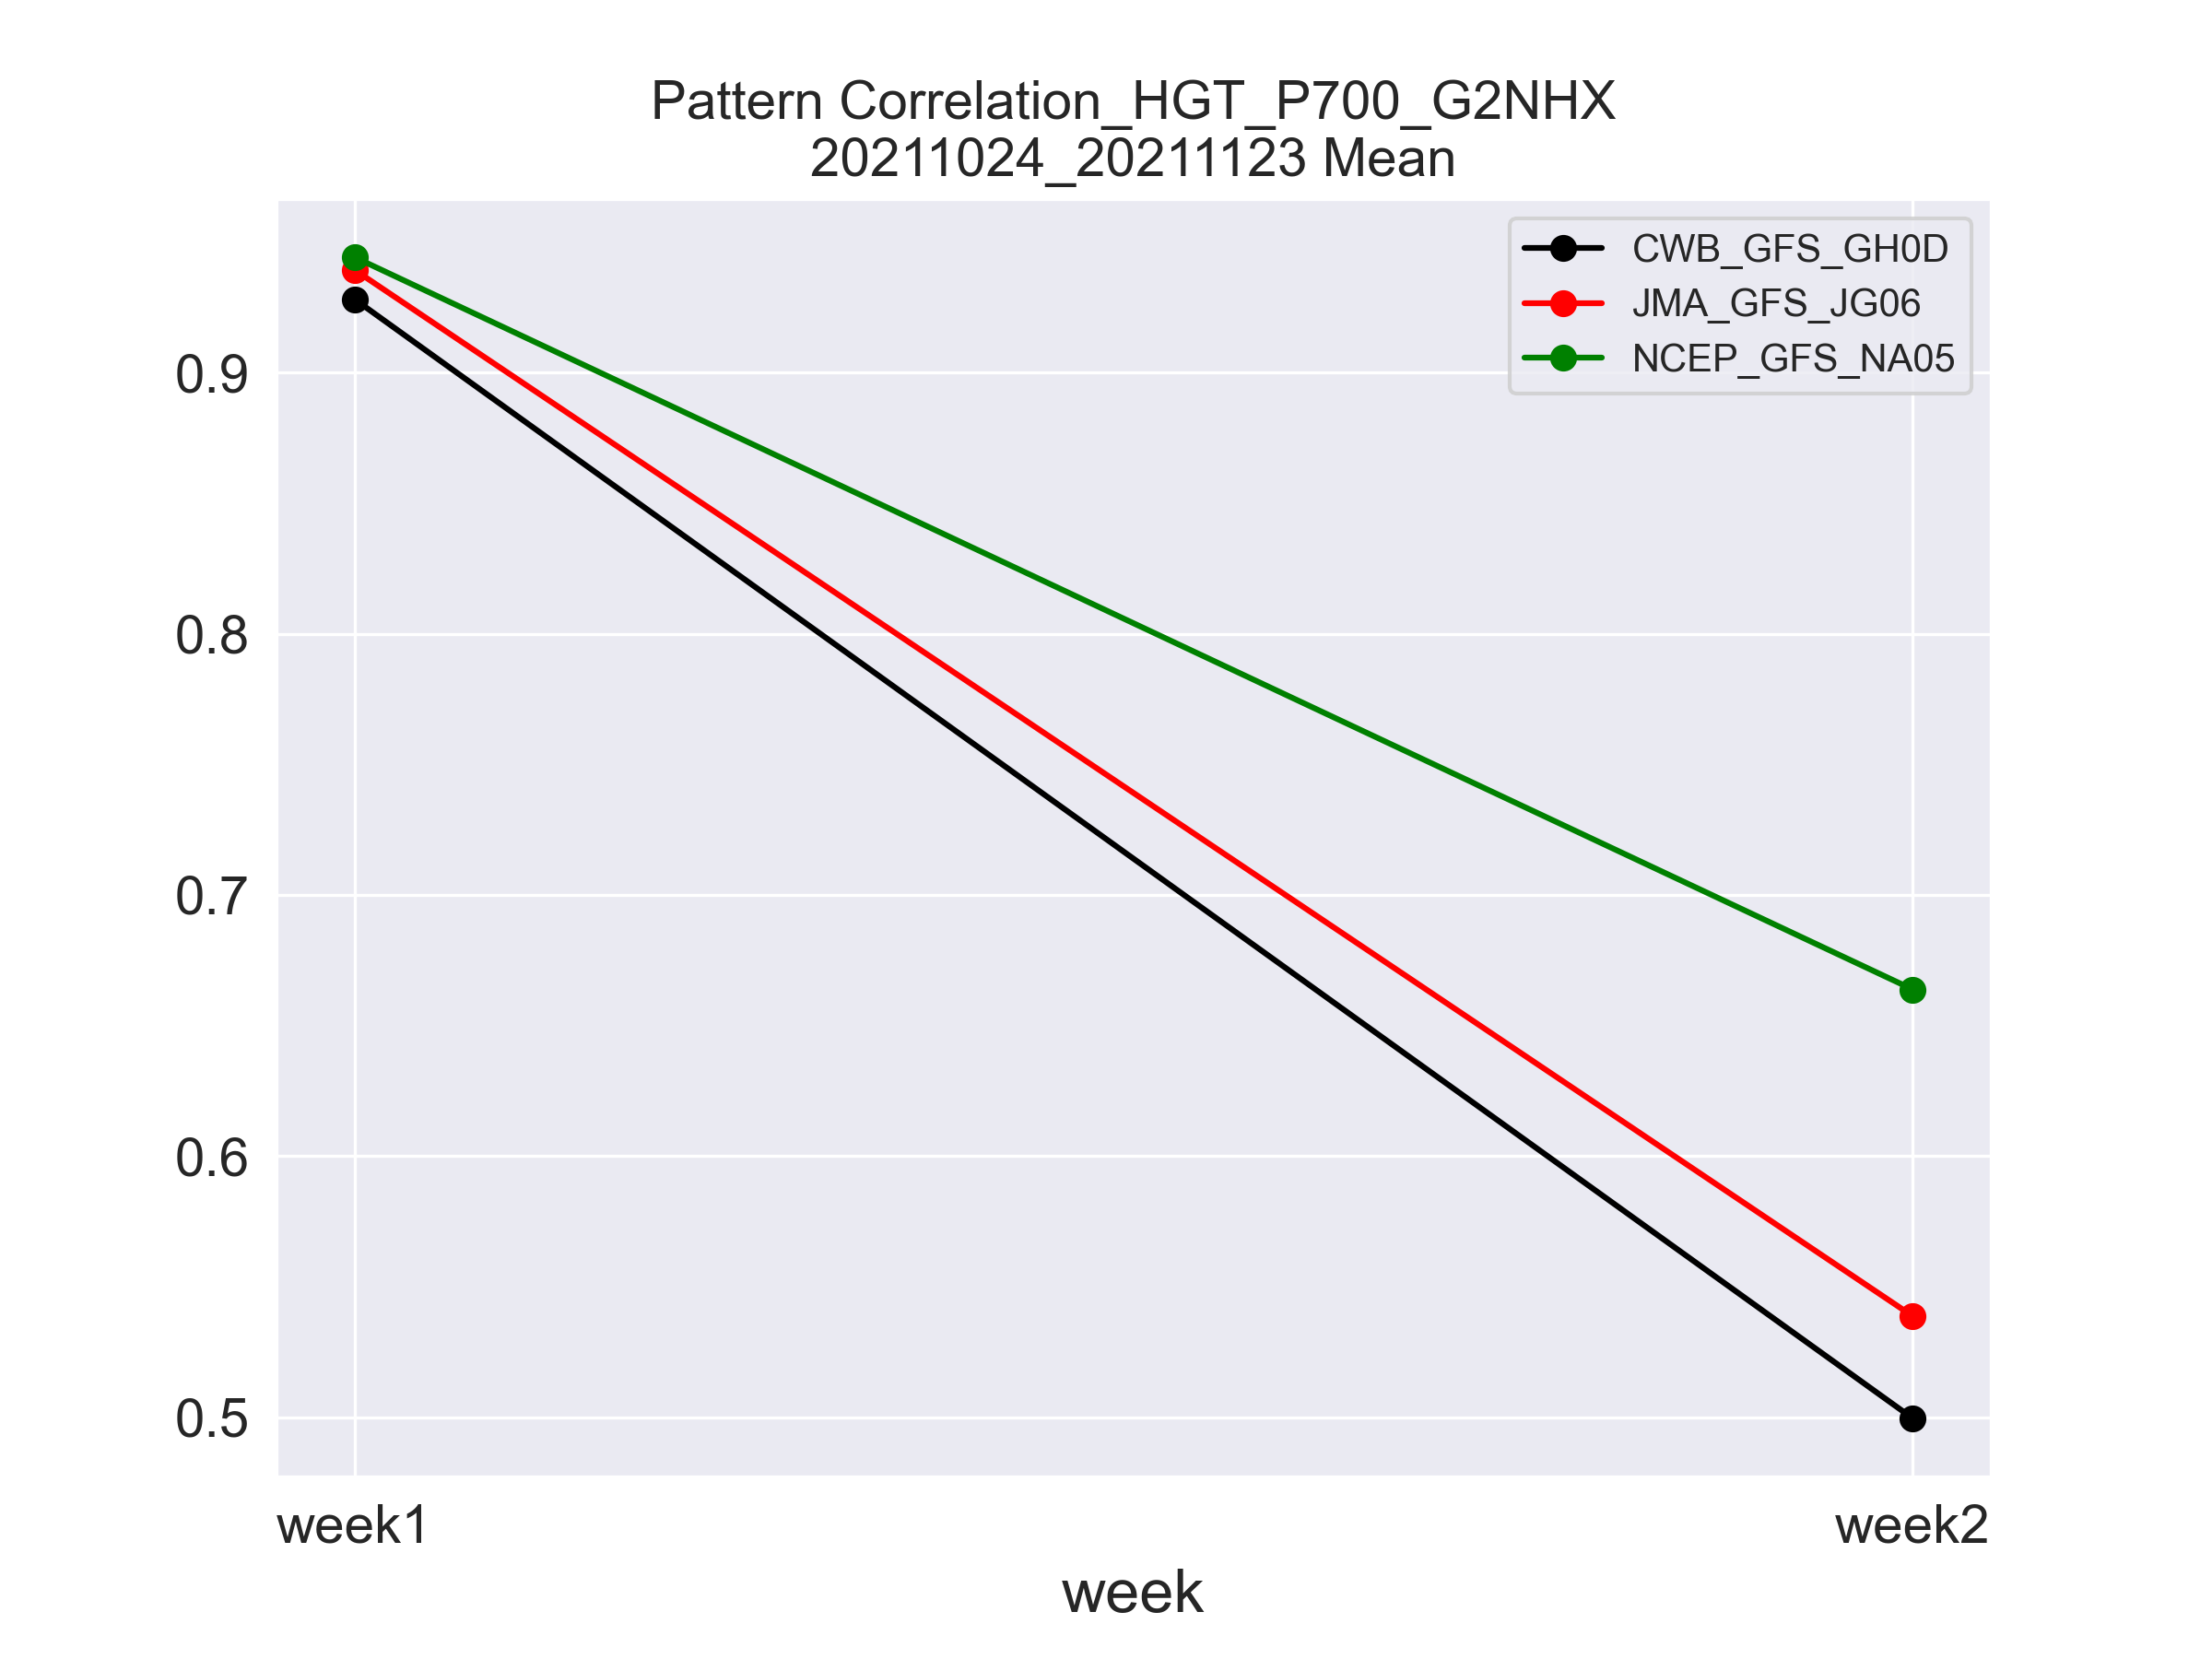 Pattern Correlation_HGT_P700_G2NHX
20211024_20211123 Mean
CWB_GFS_GH0D
JMA_GFS_JG06
NCEP_GFS_NA05
0.9
0.8
0.7
0.6
0.5
week1
week2
week